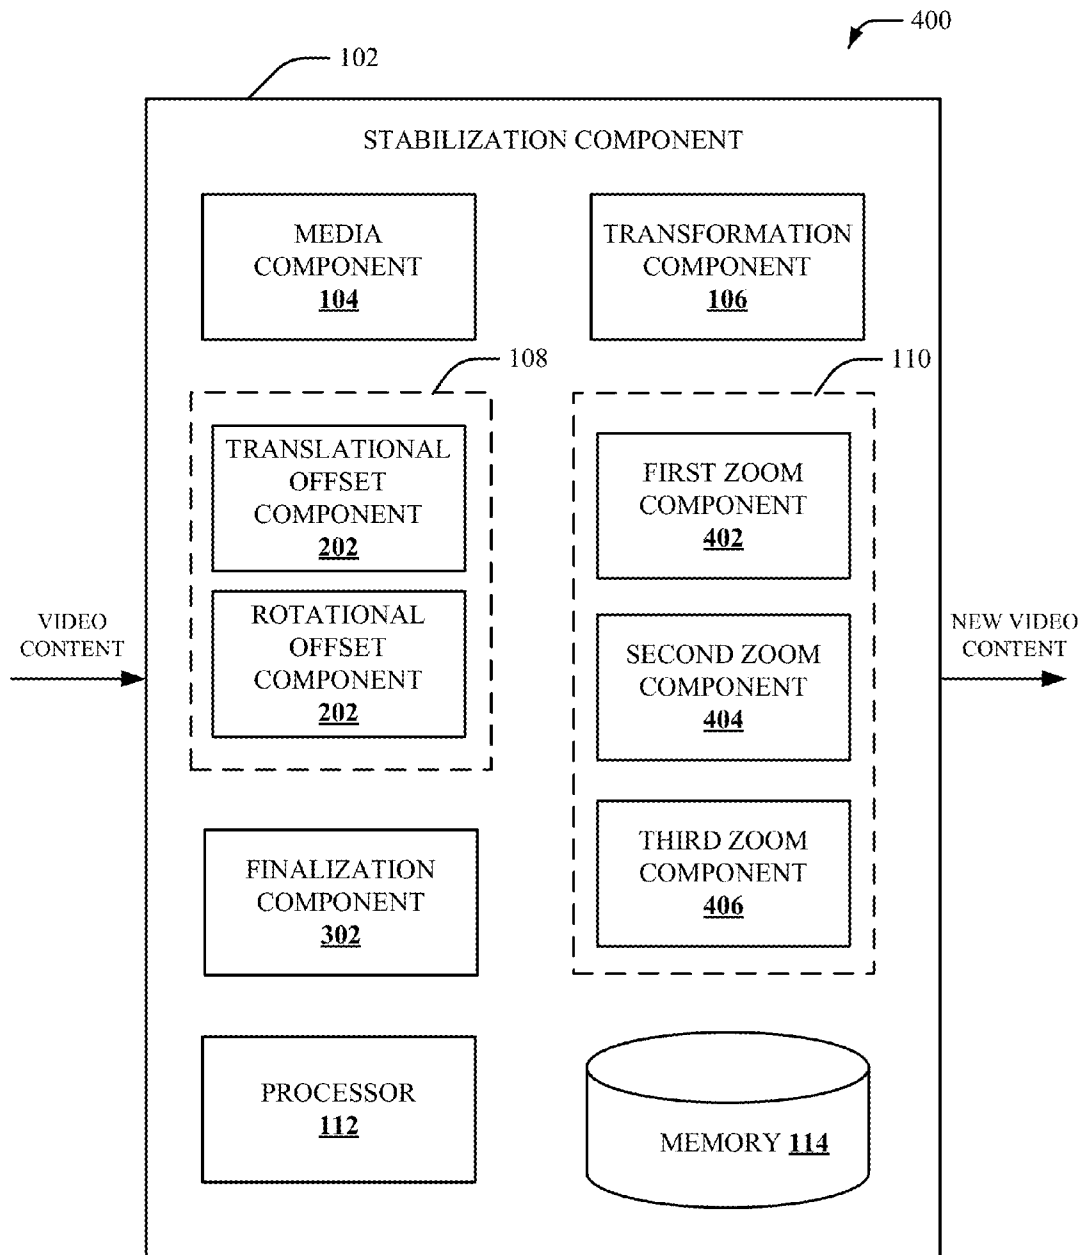 400
102
STABILIZATION COMPONENT
MEDIA
COMPONENT
104
TRANSFORMATION
COMPONENT
106
108
110
TRANSLATIONAL
OFFSET
COMPONENT
202
ROTATIONAL
OFFSET
COMPONENT
202
FIRST ZOOM
COMPONENT
402
SECOND ZOOM
COMPONENT
404
THIRD ZOOM
COMPONENT
406
VIDEO
CONTENT
NEW VIDEO
CONTENT
FINALIZATION
COMPONENT
302
PROCESSOR
112
MEMORY 114